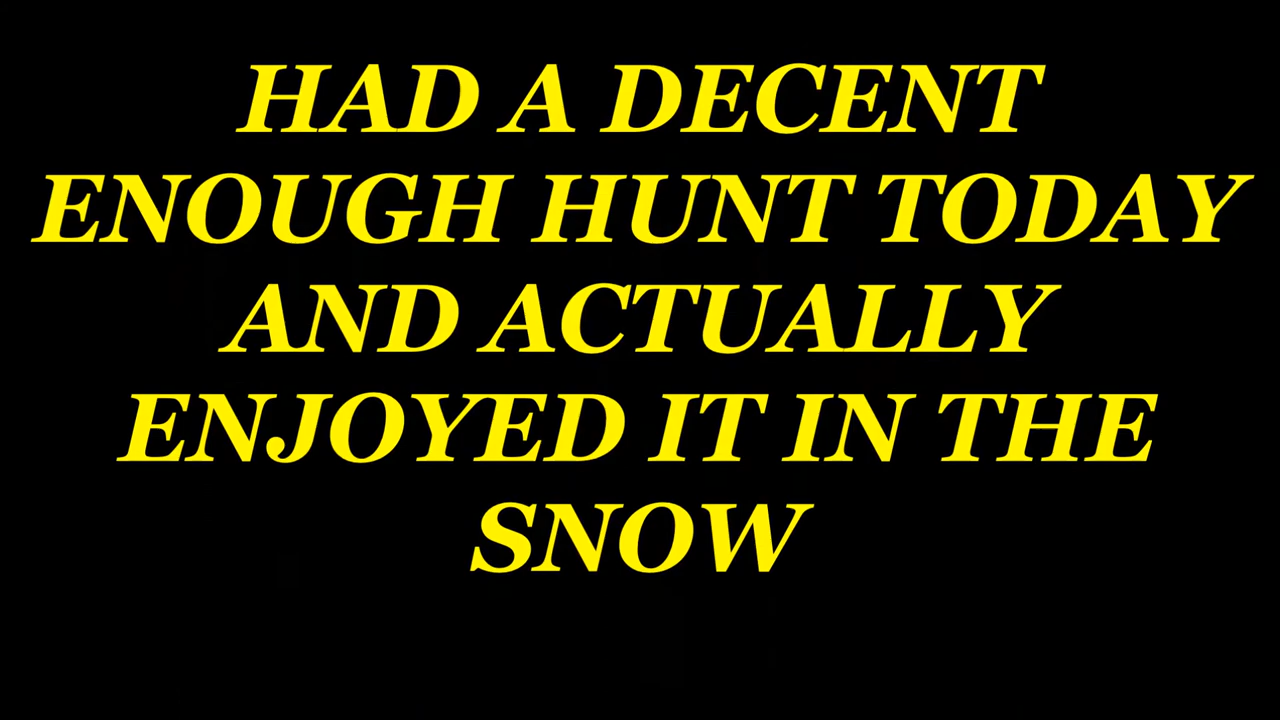 HAD A DECENT
ENOUGH HUNT TODAY
AND ACTUALLY
ENJOYED IT IN THE
SNOW